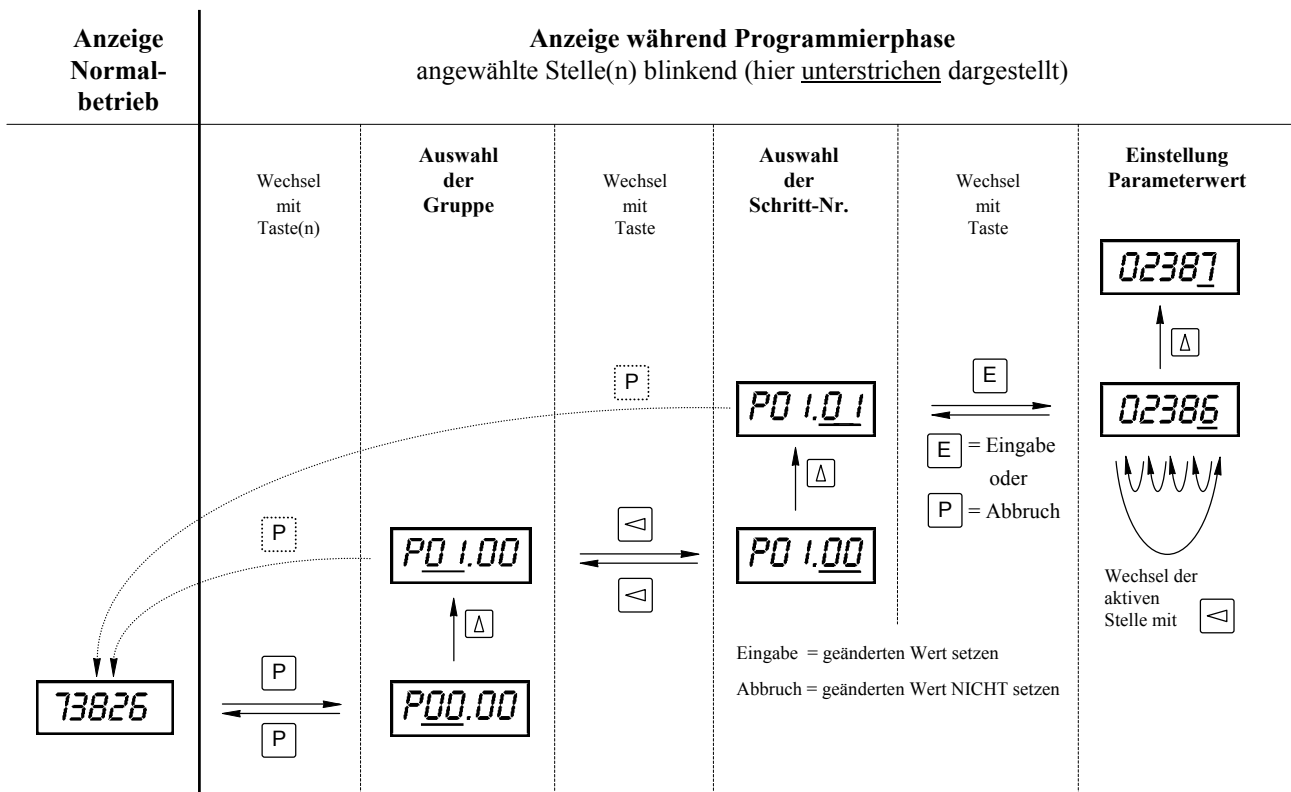 Anzeige
Normal-
betrieb
Anzeige während Programmierphase
angewählte Stelle(n) blinkend (hier unterstrichen dargestellt)
Wechsel
mit
Taste(n)
Auswahl
der
Gruppe
Wechsel
mit
Taste
Auswahl
der
Schritt-Nr.
Wechsel
mit
Taste
Einstellung
Parameterwert
02387
Δ
P
P01.01
E
02386
E = Eingabe
oder
P = Abbruch
Δ
P
P01.00
P01.00
Wechsel der
aktiven
Stelle mit
Δ
Eingabe = geänderten Wert setzen
Abbruch = geänderten Wert NICHT setzen
73826
P
P
P00.00